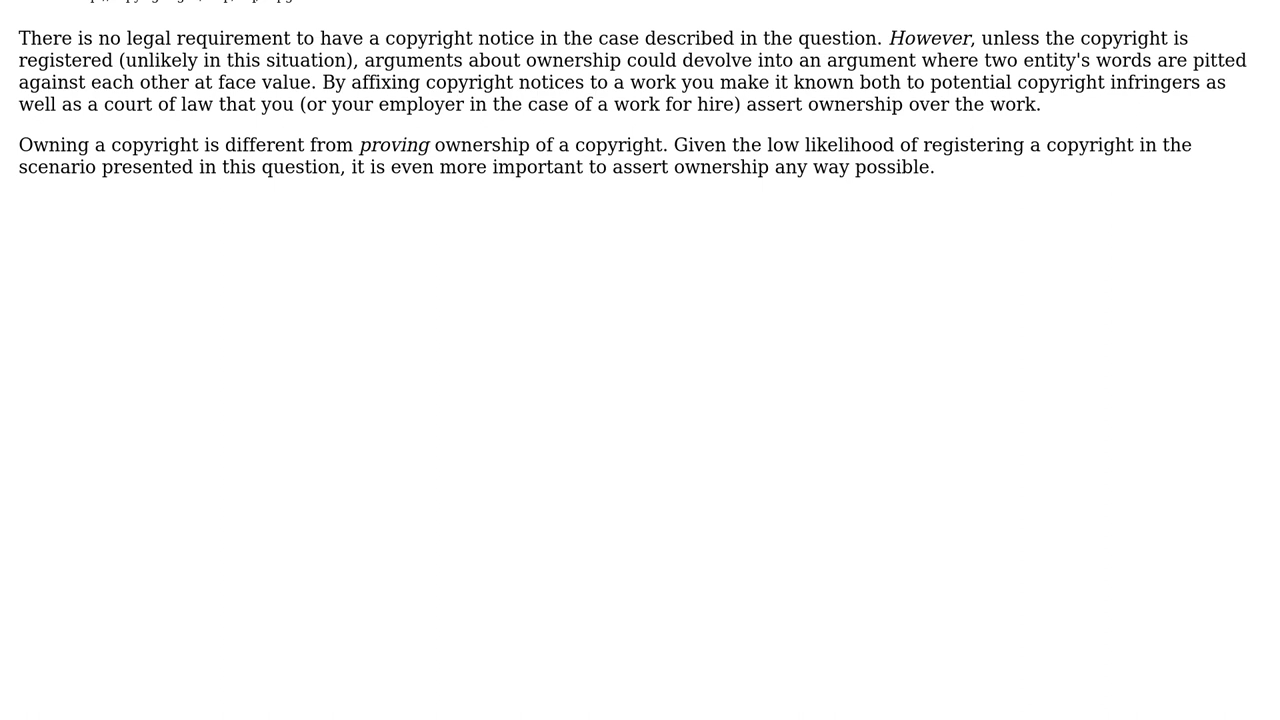 There is no legal requirement to have a copyright notice in the case described in the question. However, unless the copyright is
registered (unlikely in this situation), arguments about ownership could devolve into an argument where two entity's words are pitted
against each other at face value. By affixing copyright notices to a work you make it known both to potential copyright infringers as
well as a court of law that you (or your employer in the case of a work for hire) assert ownership over the work.
Owning a copyright is different from proving ownership of a copyright. Given the low likelihood of registering a copyright in the
scenario presented in this question, it is even more important to assert ownership any way possible.